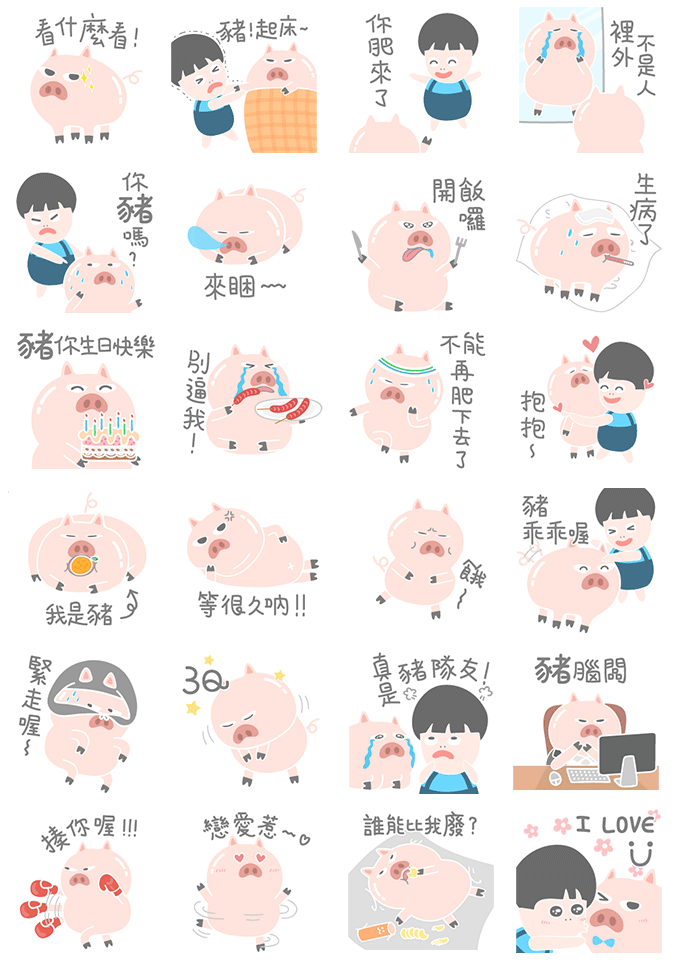 看什麼看!
豬!起床~
你肥來了
裡外
不是人
你豬嗎?
來睏~~
開飯囉
生病了
豬你生日快樂
別逼我!
不能再肥下去了
抱抱~
我是豬
等很久吶!!
餓~
豬乖乖喔
緊走喔~
3Q
真是豬隊友!
豬腦闆
揍你喔!!!
戀愛惹~♡
誰能比我廢?
I LOVE
U